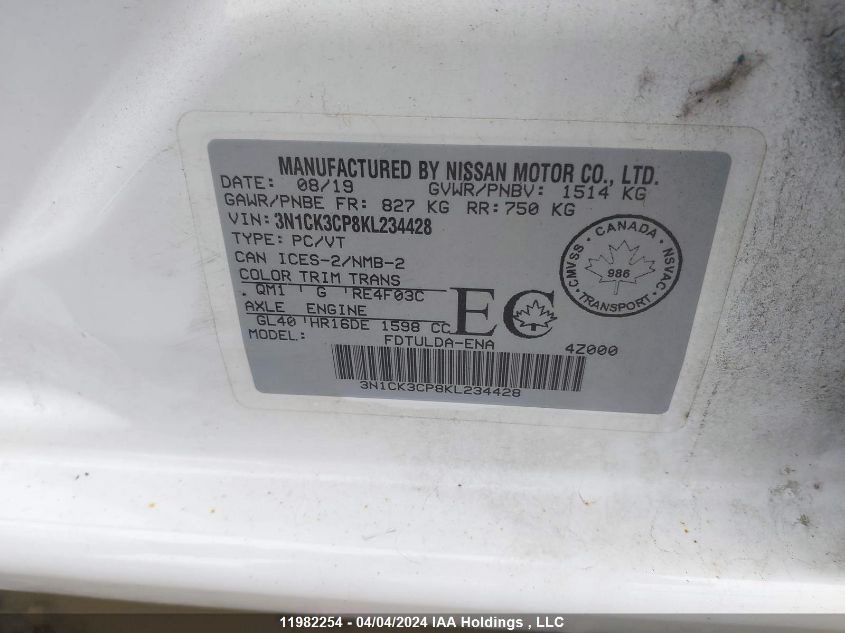 MANUFACTURED BY NISSAN MOTOR CO., LTD.
DATE: 08/19 GVWR/PNBV: 1514 KG
GAWR/PNBE FR: 827 KG RR: 750 KG
VIN: 3N1CK3CP8KL234428
TYPE: PC/VT
CAN ICES-2/NMB-2
COLOR TRIM TRANS
QM1 G RE4F03C
AXLE ENGINE
GL40 HR16DE 1598 CC
MODEL: FDTULDA-ENA 4Z000
3N1CK3CP8KL234428
EC
CANADA
CMVSS NSVAC
986
TRANSPORT
11982254 - 04/04/2024 IAA Holdings , LLC